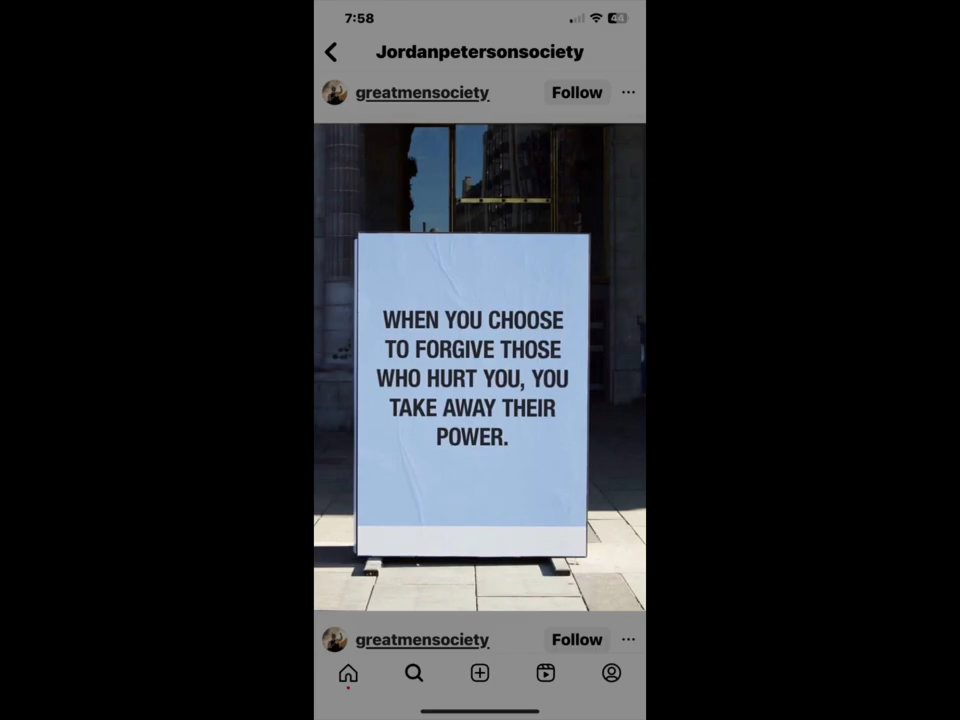 7:58
44
Jordanpetersonsociety
greatmensociety
Follow
WHEN YOU CHOOSE
TO FORGIVE THOSE
WHO HURT YOU, YOU
TAKE AWAY THEIR
POWER.
greatmensociety
Follow